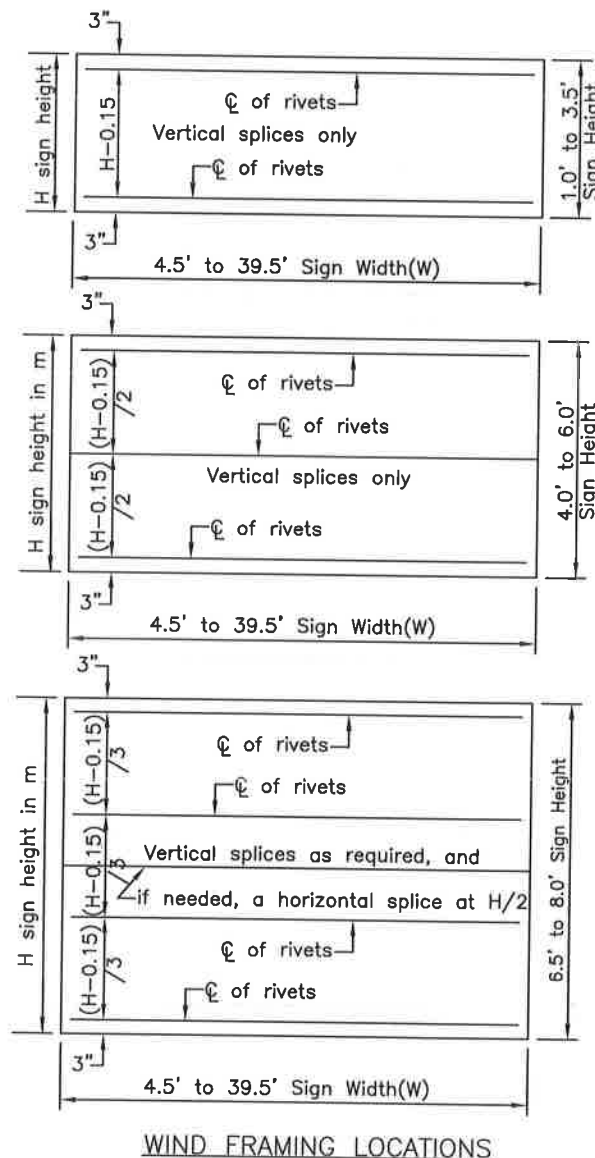 3"
H sign height
H-0.15
℄ of rivets
Vertical splices only
℄ of rivets
1.0' to 3.5'
Sign Height
3"
4.5' to 39.5' Sign Width(W)
3"
H sign height in m
(H-0.15)
/2
℄ of rivets
℄ of rivets
(H-0.15)
/2
Vertical splices only
℄ of rivets
4.0' to 6.0'
Sign Height
3"
4.5' to 39.5' Sign Width(W)
3"
H sign height in m
(H-0.15)
/3
℄ of rivets
℄ of rivets
(H-0.15)
/3
Vertical splices as required, and
if needed, a horizontal splice at H/2
(H-0.15)
/3
℄ of rivets
℄ of rivets
6.5' to 8.0' Sign Height
3"
4.5' to 39.5' Sign Width(W)
WIND FRAMING LOCATIONS